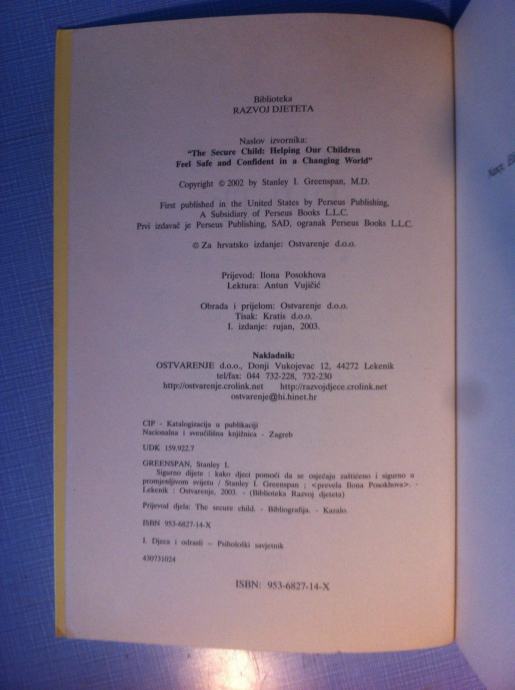 Biblioteka
RAZVOJ DJETETA
Naslov izvornika:
"The Secure Child: Helping Our Children
Feel Safe and Confident in a Changing World"
Copyright © 2002 by Stanley I. Greenspan, M.D.
First published in the United States by Perseus Publishing,
A Subsidiary of Perseus Books L.L.C.
Prvi izdavač je Perseus Publishing, SAD, ogranak Perseus Books L.L.C.
© Za hrvatsko izdanje: Ostvarenje d.o.o.
Prijevod: Ilona Posokhova
Lektura: Antun Vujičić
Obrada i prijelom: Ostvarenje d.o.o.
Tisak: Kratis d.o.o.
I. izdanje: rujan, 2003.
Nakladnik:
OSTVARENJE d.o.o., Donji Vukojevac 12, 44272 Lekenik
tel/fax: 044 732-228, 732-230
http://ostvarenje.crolink.net http://razvojdjece.crolink.net
ostvarenje@hi.hinet.hr
CIP - Katalogizacija u publikaciji
Nacionalna i sveučilišna knjižnica - Zagreb
UDK 159.922.7
GREENSPAN, Stanley I.
Sigurno dijete : kako djeci pomoći da se osjećaju zaštićeno i sigurno u
promjenljivom svijetu / Stanley I. Greenspan ; <prevela Ilona Posokhova>. -
Lekenik : Ostvarenje, 2003. - (Biblioteka Razvoj djeteta)
Prijevod djela: The secure child. - Bibliografija. - Kazalo.
ISBN 953-6827-14-X
I. Djeca i odrasli – Psihološki savjetnik
430731024
ISBN: 953-6827-14-X